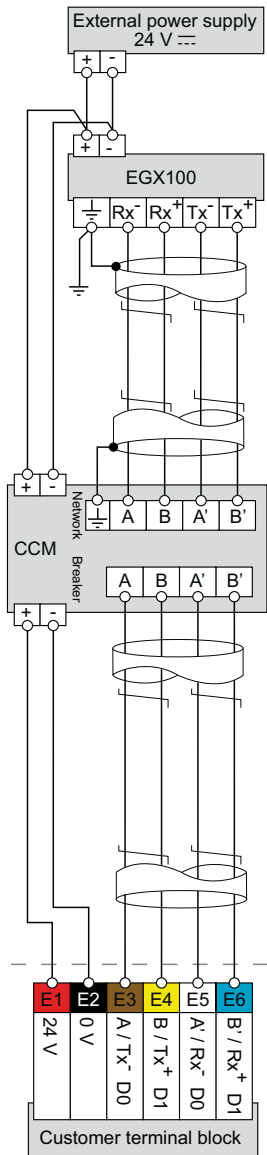 External power supply
24 V ⎓
+ -
+ -
EGX100
Rx- Rx+ Tx- Tx+
+ -
Network
A B A' B'
CCM
Breaker
A B A' B'
+ -
E1 E2 E3 E4 E5 E6
24 V
0 V
A / Tx- D0
B / Tx+ D1
A' / Rx- D0
B' / Rx+ D1
Customer terminal block